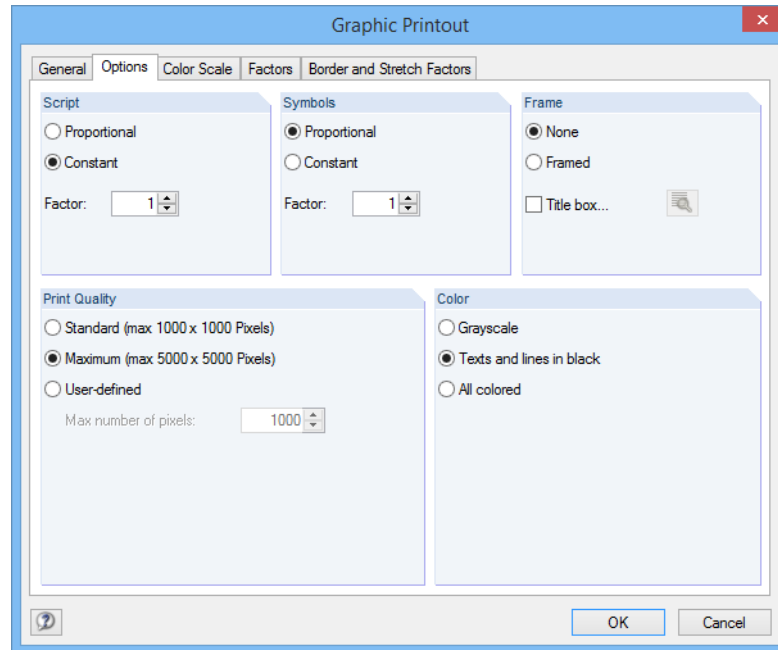 Graphic Printout
General Options Color Scale Factors Border and Stretch Factors
Script
Proportional
Constant
Factor: 1
Symbols
Proportional
Constant
Factor: 1
Frame
None
Framed
Title box...
Print Quality
Standard (max 1000 x 1000 Pixels)
Maximum (max 5000 x 5000 Pixels)
User-defined
Max number of pixels: 1000
Color
Grayscale
Texts and lines in black
All colored
OK Cancel